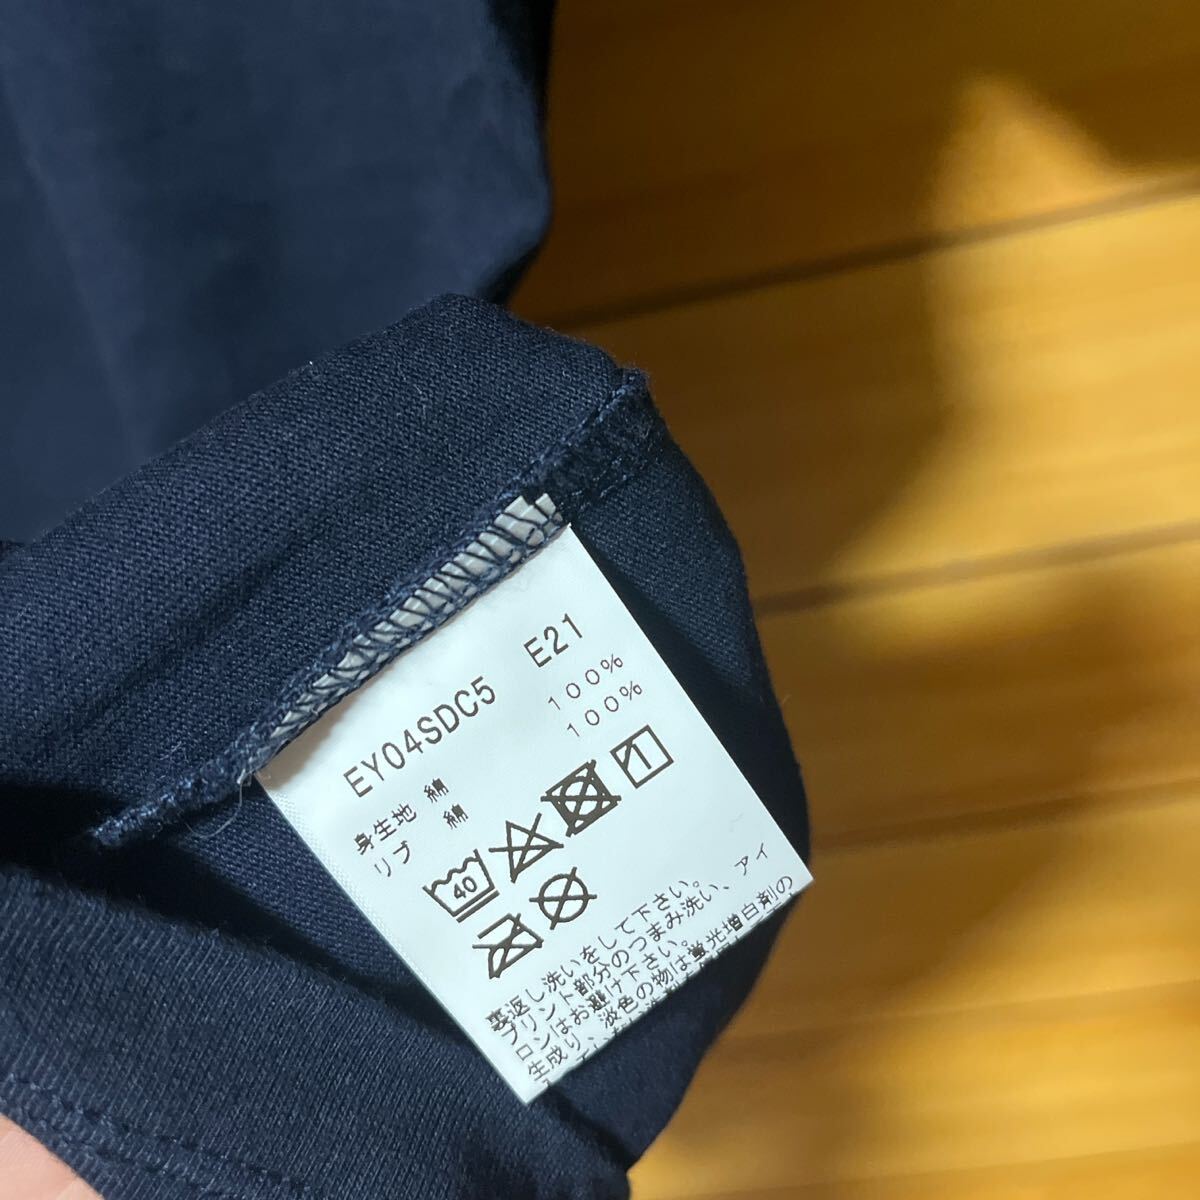 EY04SDC5 E21
身生地 綿 100%
リブ 綿 100%
40
裏返し洗いをして下さい。
プリント部分のつまみ洗い、アイ
ロンはお避け下さい。
生成り、淡色の物は蛍光増白剤の